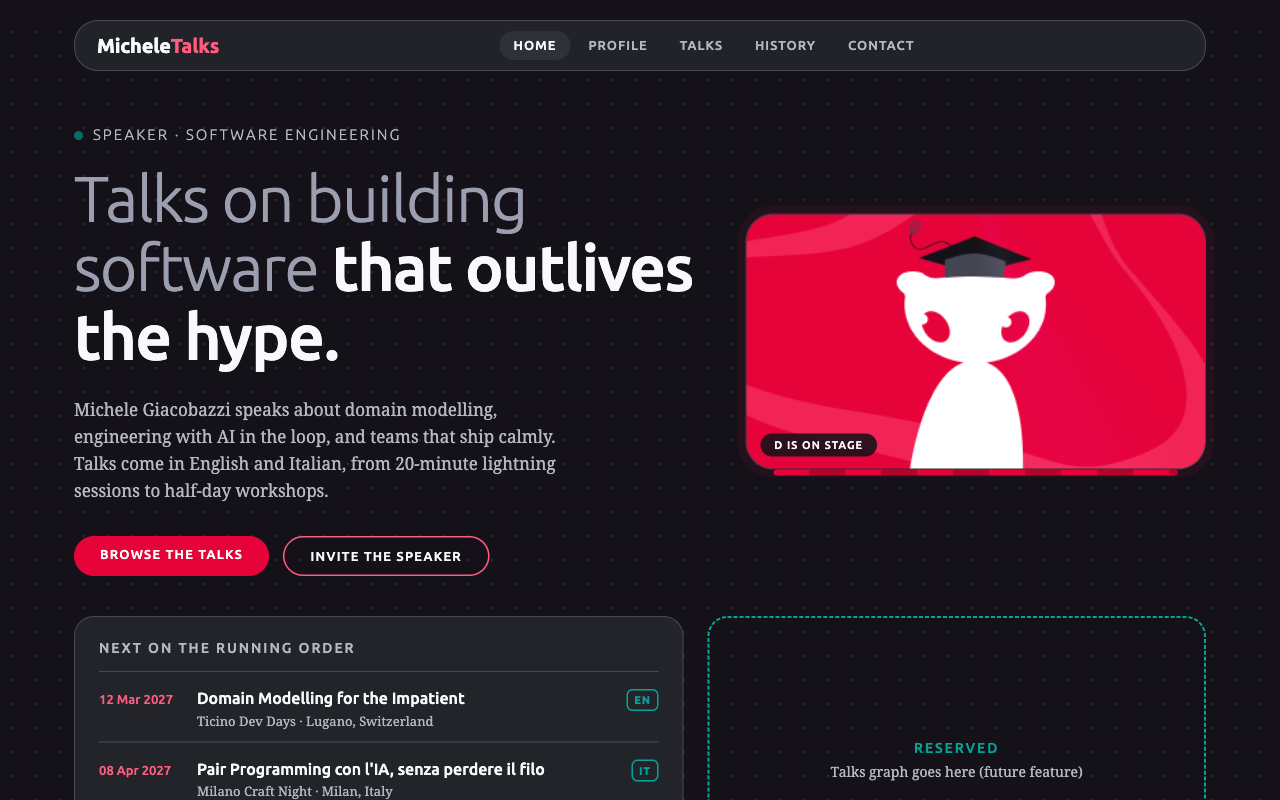 MicheleTalks
HOME PROFILE TALKS HISTORY CONTACT
SPEAKER · SOFTWARE ENGINEERING
Talks on building
software that outlives
the hype.
Michele Giacobazzi speaks about domain modelling,
engineering with AI in the loop, and teams that ship calmly.
Talks come in English and Italian, from 20-minute lightning
sessions to half-day workshops.
BROWSE THE TALKS
INVITE THE SPEAKER
D IS ON STAGE
NEXT ON THE RUNNING ORDER
12 Mar 2027
Domain Modelling for the Impatient
EN
Ticino Dev Days · Lugano, Switzerland
08 Apr 2027
Pair Programming con l'IA, senza perdere il filo
IT
Milano Craft Night · Milan, Italy
RESERVED
Talks graph goes here (future feature)